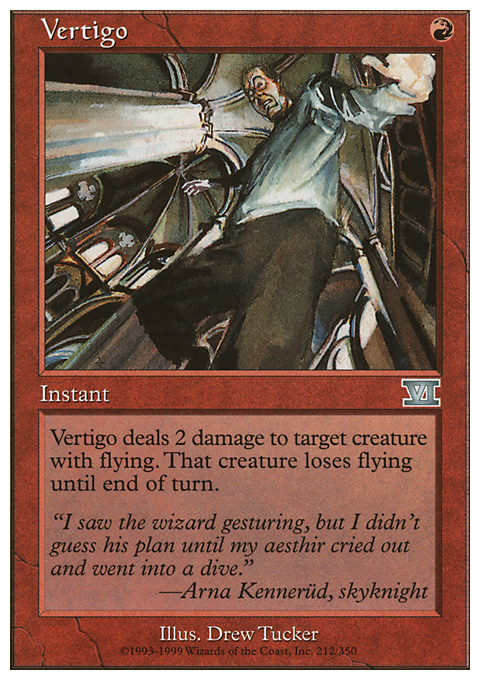 Vertigo
Instant
VI
Vertigo deals 2 damage to target creature
with flying. That creature loses flying
until end of turn.
“I saw the wizard gesturing, but I didn’t
guess his plan until my aesthir cried out
and went into a dive.”
—Arna Kennerüd, skyknight
Illus. Drew Tucker
©1993-1999 Wizards of the Coast, Inc. 212/350